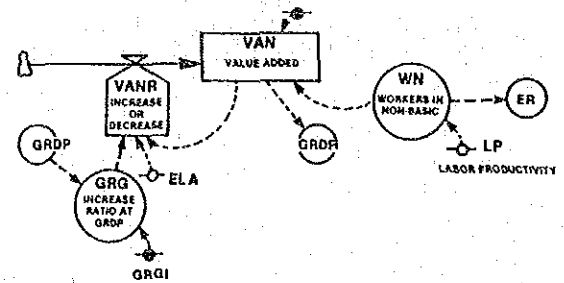 VAN
VALUE ADDED
VANR
INCREASE
OR
DECREASE
WN
WORKERS IN
NON-BASIC
ER
GRDP
GRDP
LP
LABOR PRODUCTIVITY
GRG
INCREASE
RATIO AT
GRDP
ELA
GRGI